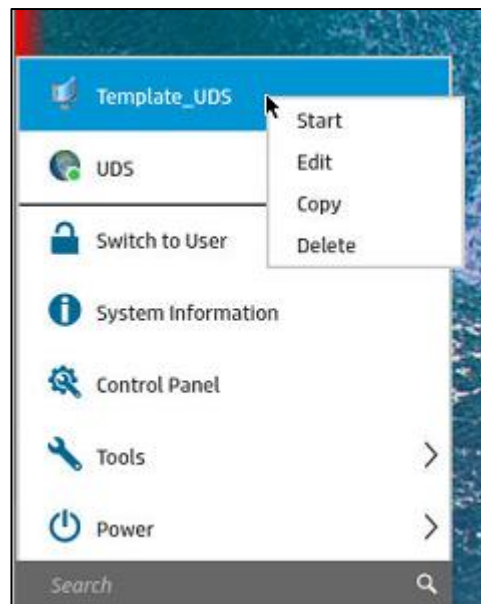 Template_UDS
Start
Edit
Copy
Delete
UDS
Switch to User
System Information
Control Panel
Tools
Power
Search